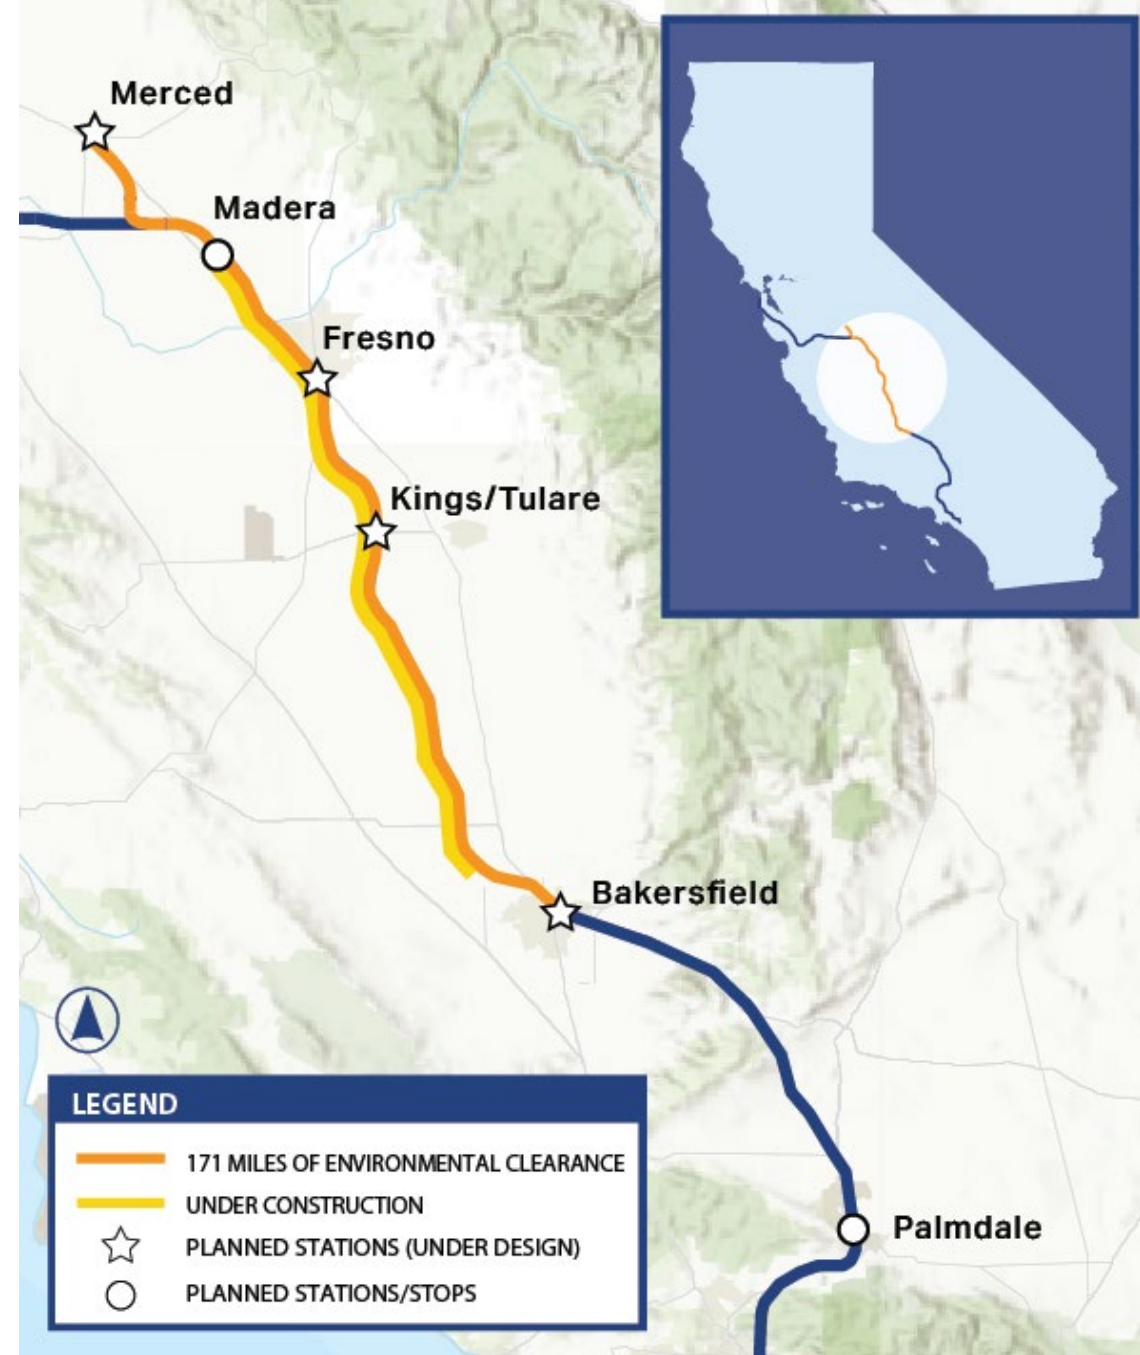 Merced
Madera
Fresno
Kings/Tulare
Bakersfield
Palmdale
LEGEND
171 MILES OF ENVIRONMENTAL CLEARANCE
UNDER CONSTRUCTION
PLANNED STATIONS (UNDER DESIGN)
PLANNED STATIONS/STOPS